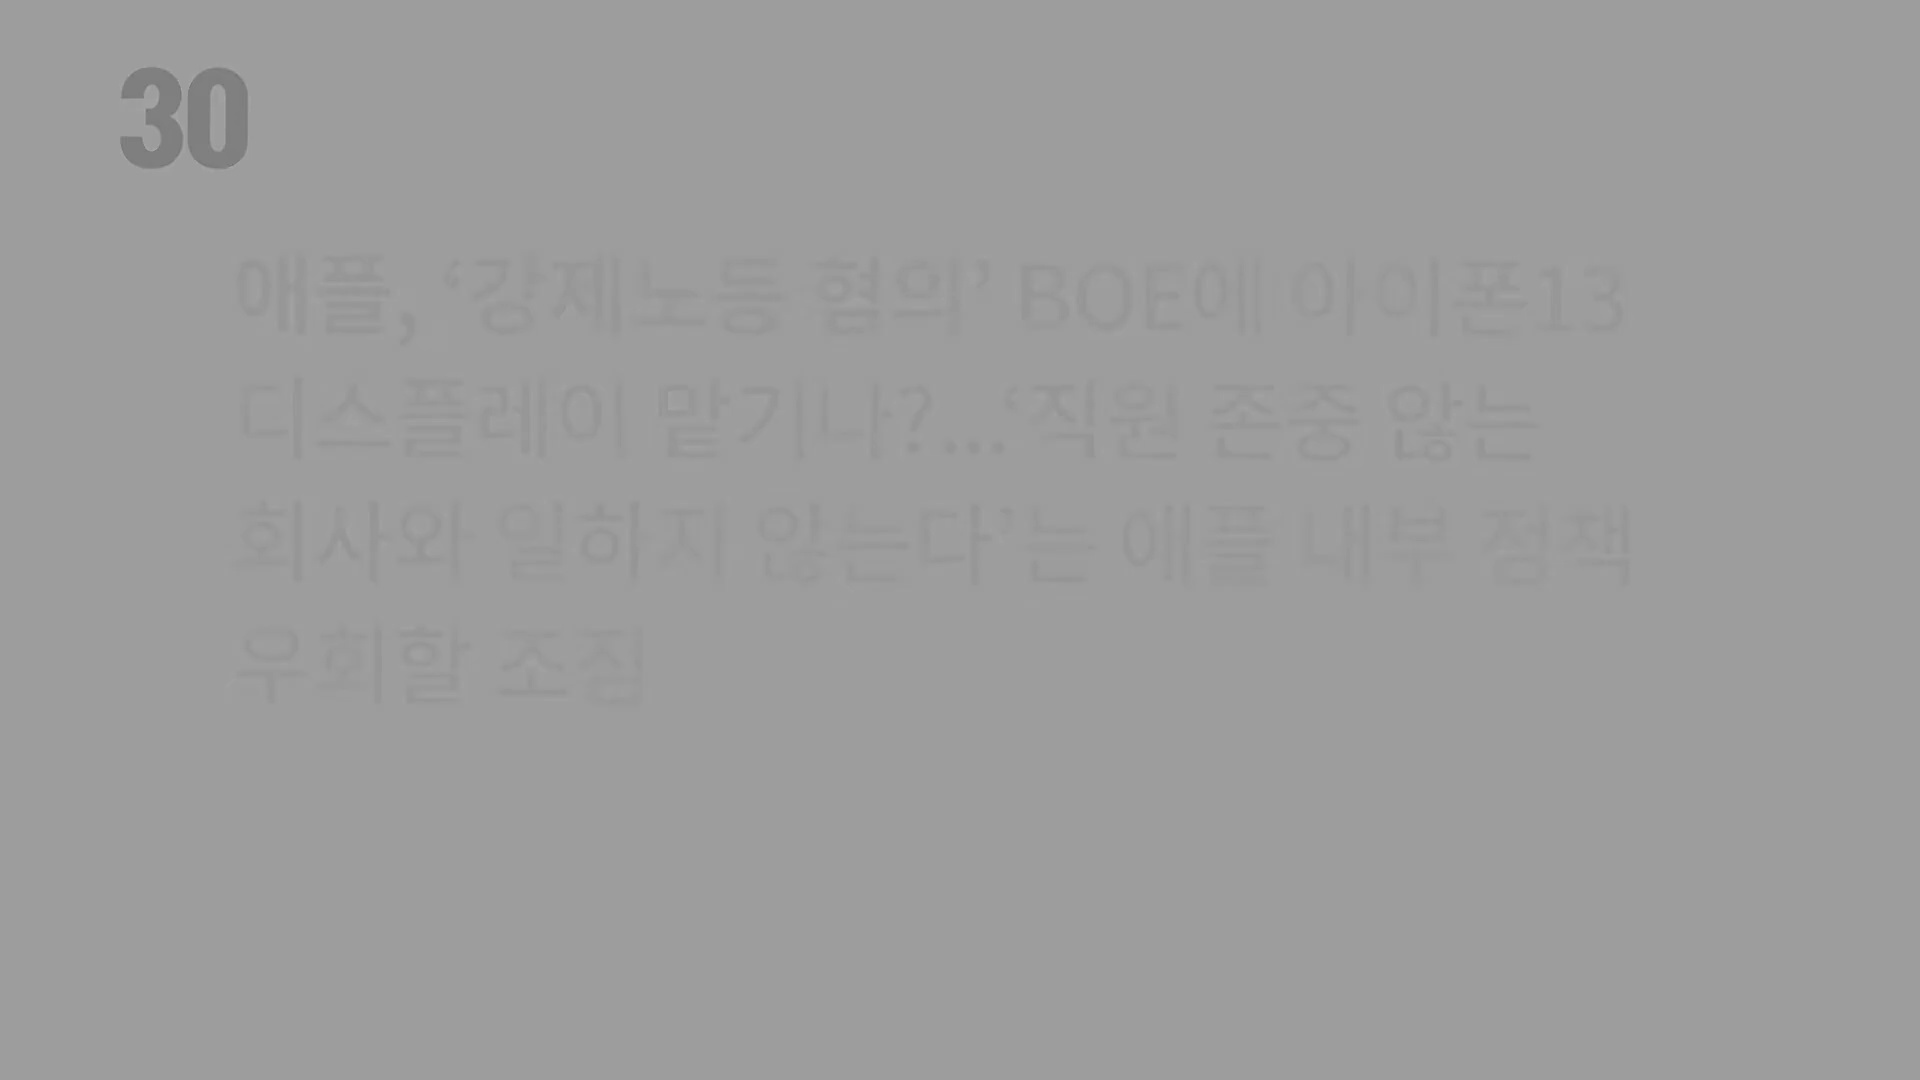 30
애플, ‘강제노동 혐의’ BOE에 아이폰13
디스플레이 맡기나?...‘직원 존중 않는
회사와 일하지 않는다’는 애플 내부 정책
우회할 조짐